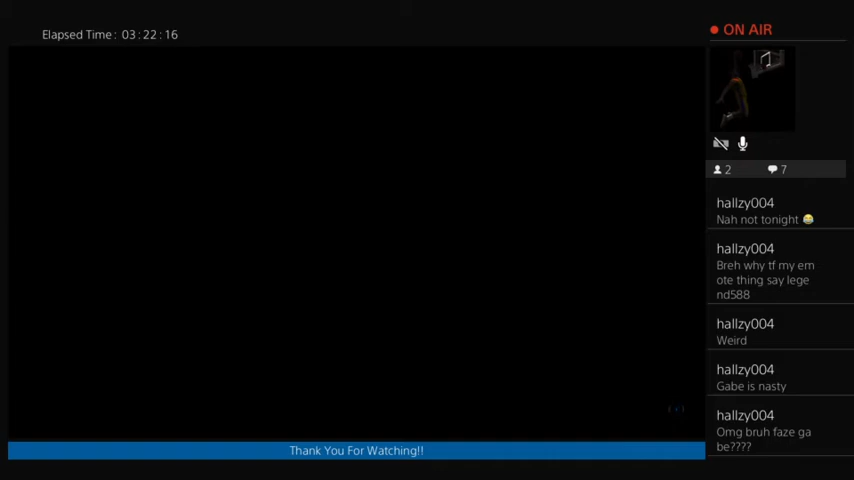 Elapsed Time: 03:22:16
ON AIR
2
7
hallzy004
Nah not tonight 😂
hallzy004
Breh why tf my em
ote thing say lege
nd588
hallzy004
Weird
hallzy004
Gabe is nasty
hallzy004
Omg bruh faze ga
be????
Thank You For Watching!!